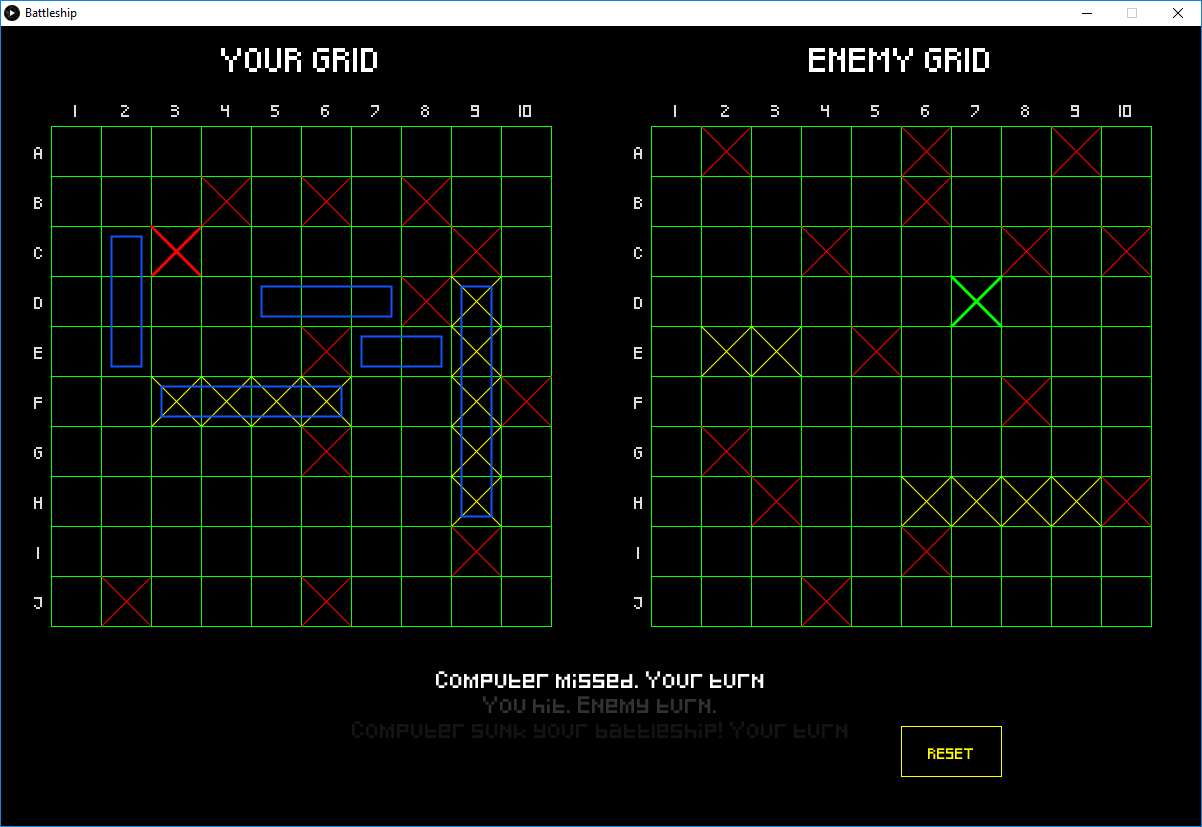 Battleship
YOUR GRID
ENEMY GRID
1 2 3 4 5 6 7 8 9 10
1 2 3 4 5 6 7 8 9 10
A
A
B
B
C
C
D
D
E
E
F
F
G
G
H
H
I
I
J
J
Computer missed. Your turn
You hit. Enemy turn.
Computer sunk your battleship! Your turn
RESET